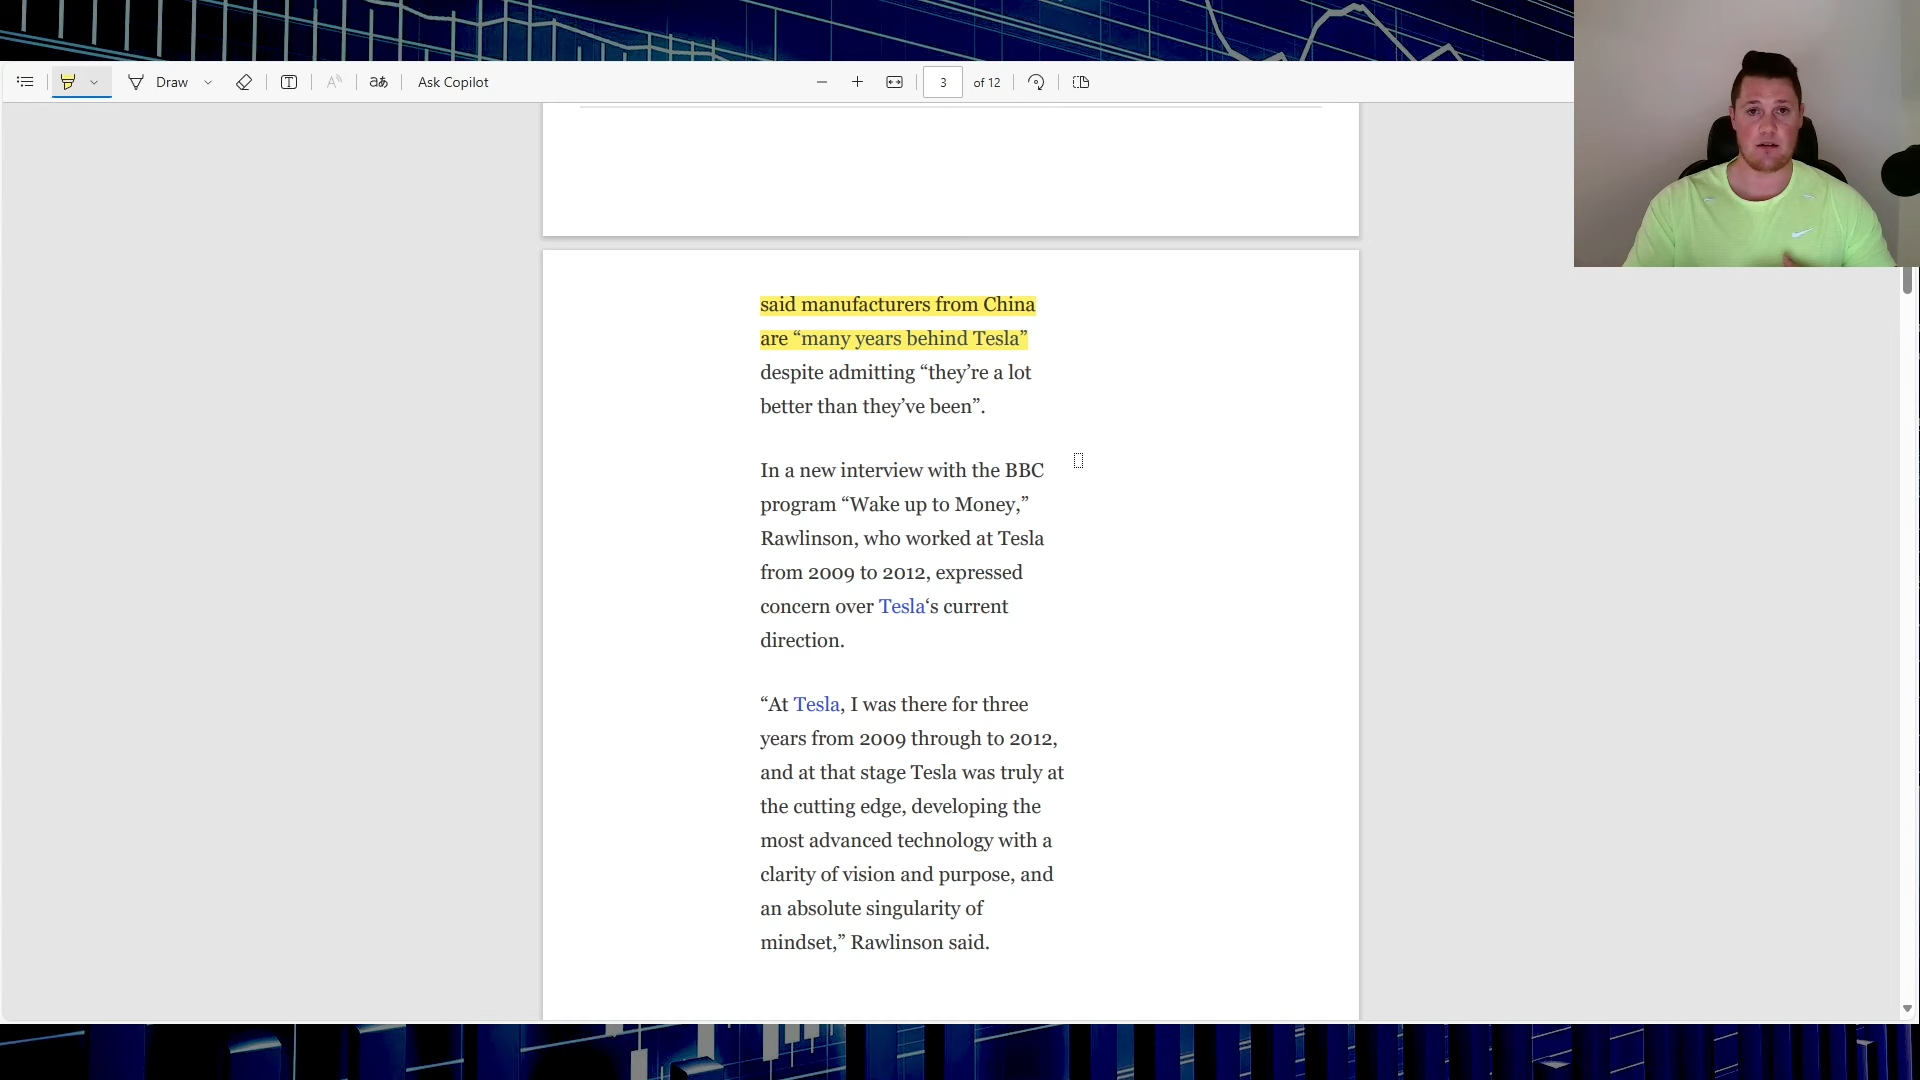 Draw
aあ
Ask Copilot
3 of 12
said manufacturers from China
are “many years behind Tesla”
despite admitting “they’re a lot
better than they’ve been”.
In a new interview with the BBC
program “Wake up to Money,”
Rawlinson, who worked at Tesla
from 2009 to 2012, expressed
concern over Tesla‘s current
direction.
“At Tesla, I was there for three
years from 2009 through to 2012,
and at that stage Tesla was truly at
the cutting edge, developing the
most advanced technology with a
clarity of vision and purpose, and
an absolute singularity of
mindset,” Rawlinson said.